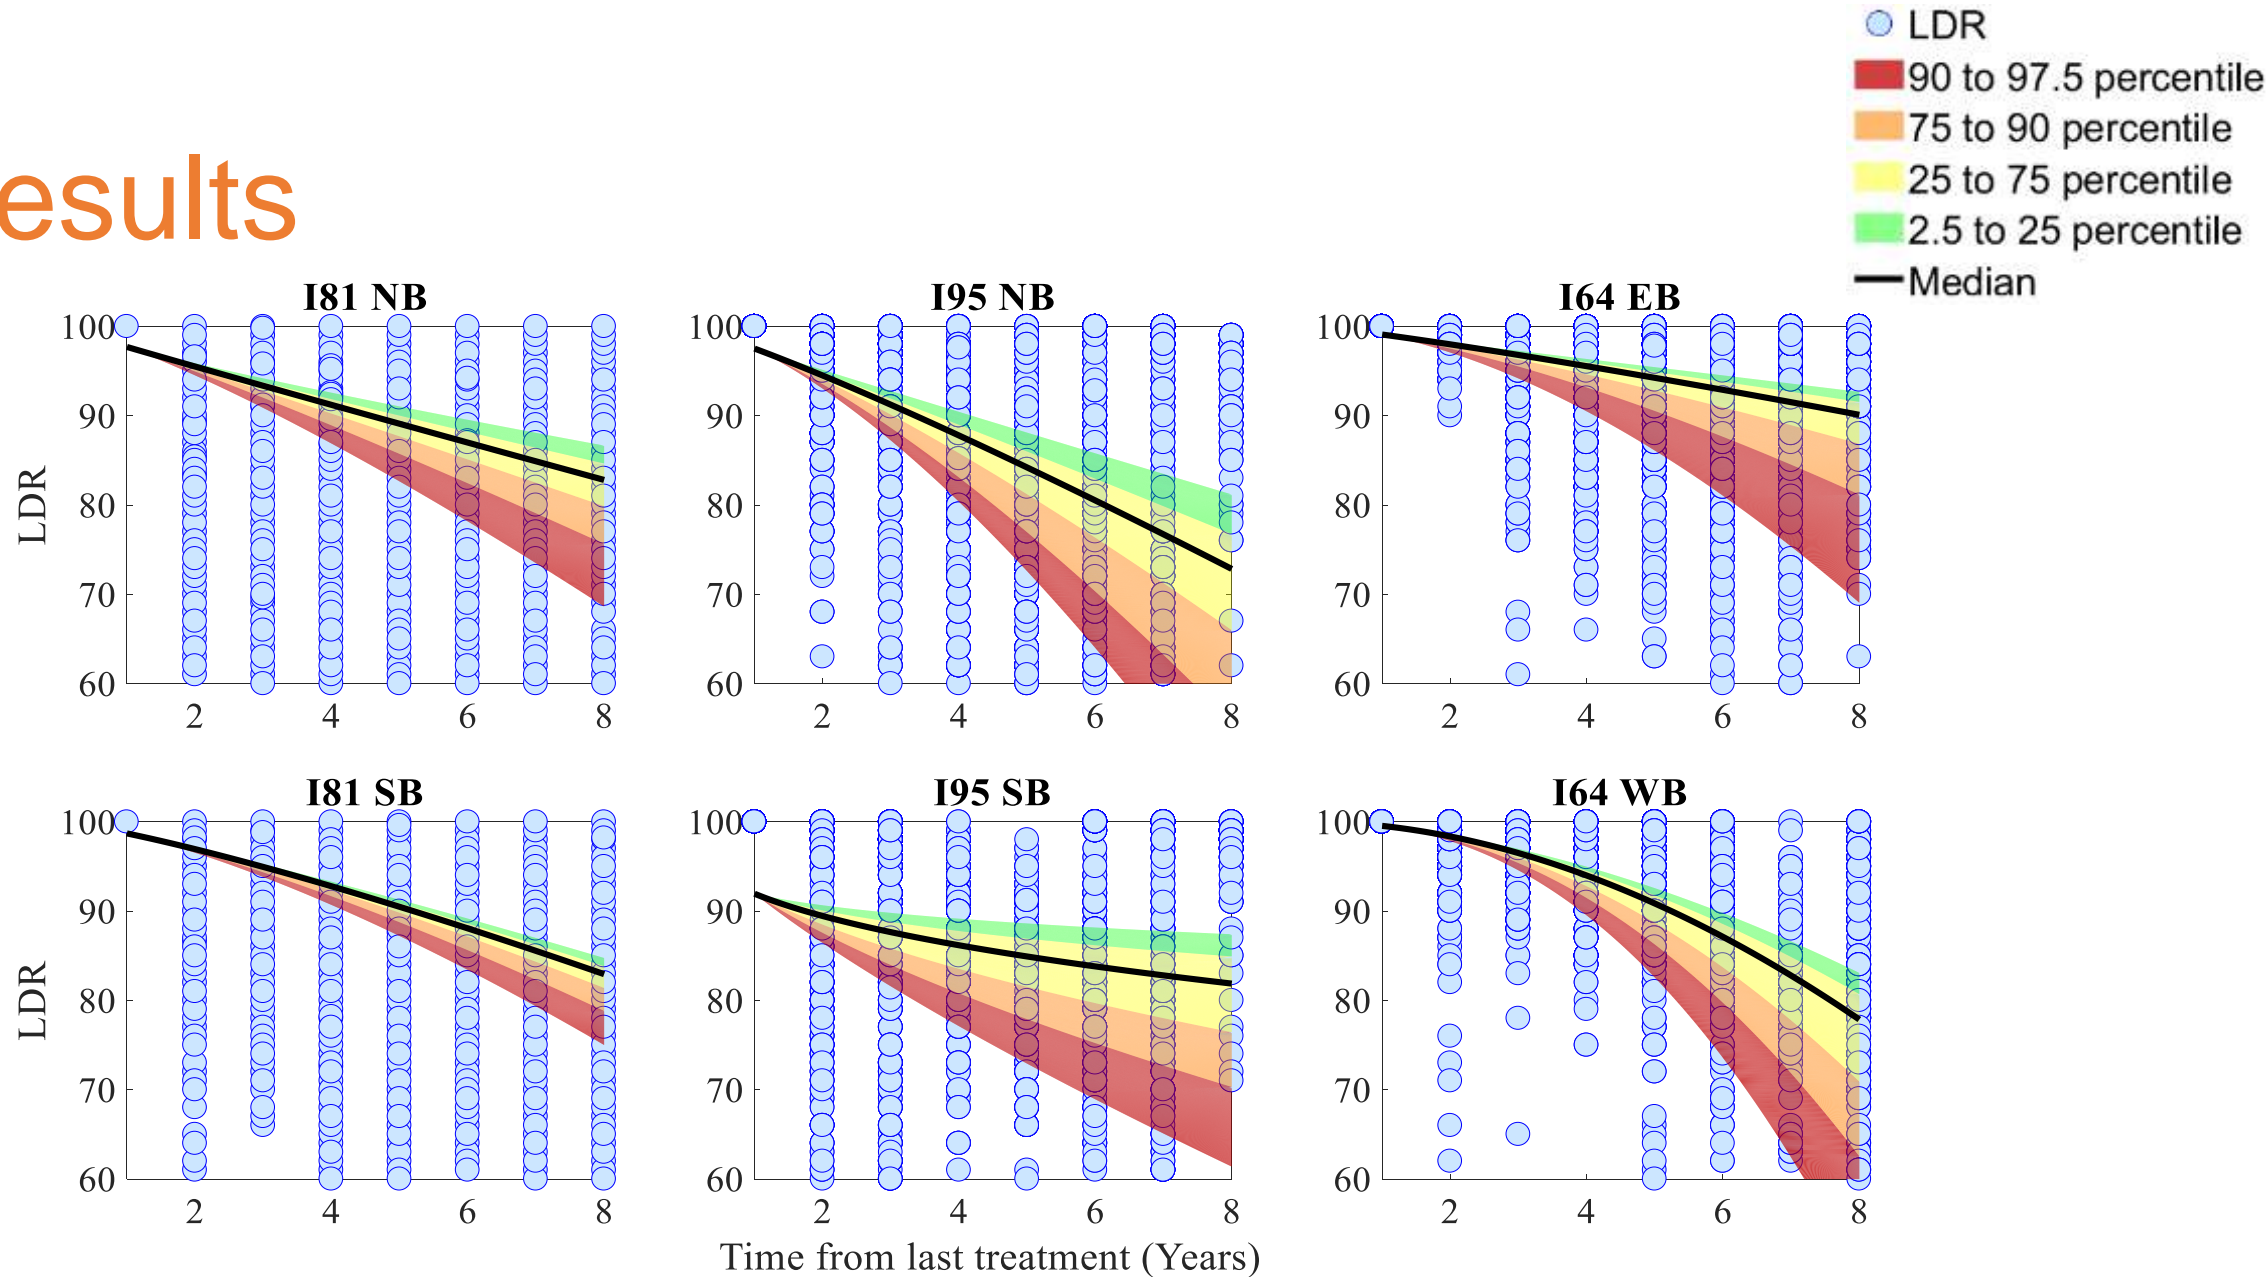 esults
LDR
90 to 97.5 percentile
75 to 90 percentile
25 to 75 percentile
2.5 to 25 percentile
Median
I81 NB
100
90
80
70
60
LDR
2 4 6 8
I95 NB
100
90
80
70
60
2 4 6 8
I64 EB
100
90
80
70
60
2 4 6 8
I81 SB
100
90
80
70
60
LDR
2 4 6 8
I95 SB
100
90
80
70
60
2 4 6 8
I64 WB
100
90
80
70
60
2 4 6 8
Time from last treatment (Years)